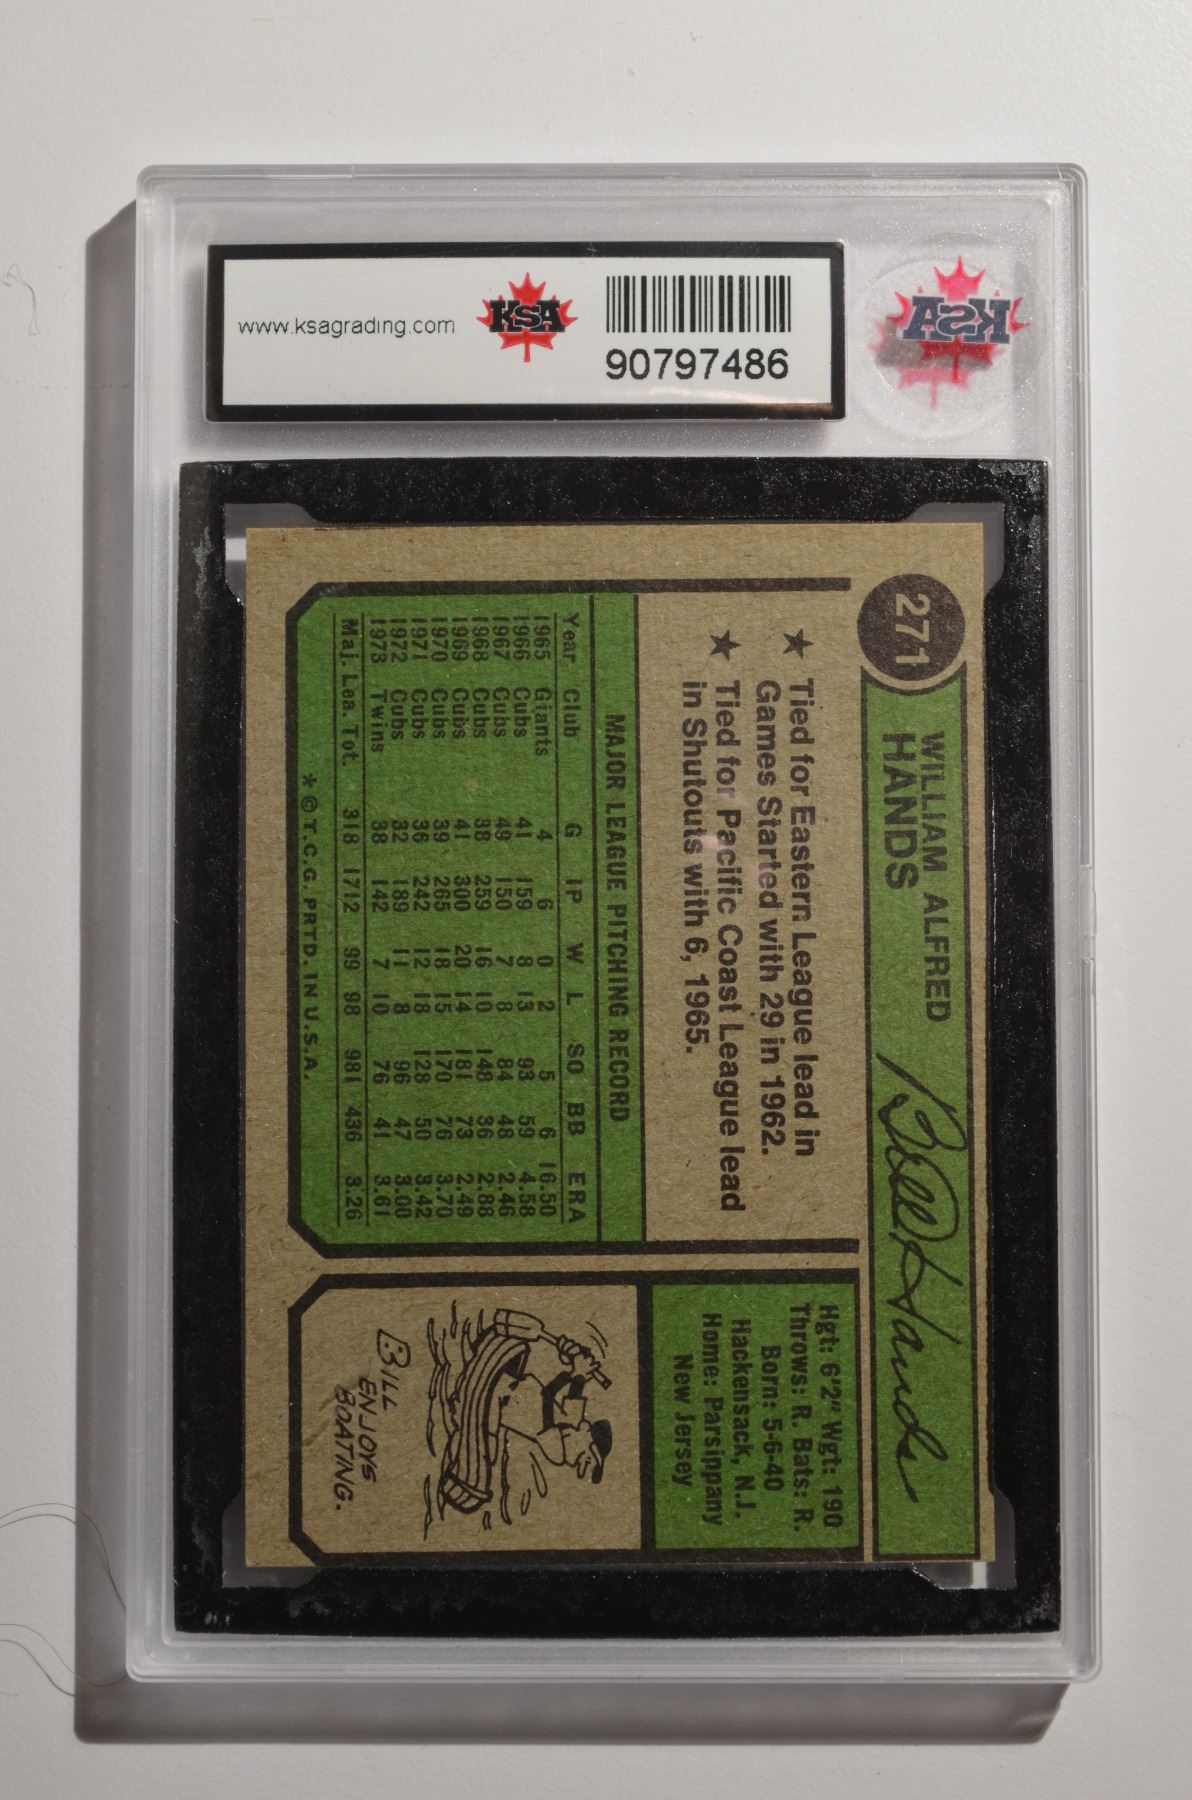 www.ksagrading.com
KSA
90797486
KSA
271
WILLIAM ALFRED
HANDS
Bill Hands
★ Tied for Eastern League lead in
Games Started with 29 in 1962.
★ Tied for Pacific Coast League lead
in Shutouts with 6, 1965.
MAJOR LEAGUE PITCHING RECORD
Year Club G IP W L SO BB ERA
1965 Giants 4 6 0 2 5 6 16.50
1966 Cubs 41 159 8 13 93 59 4.58
1967 Cubs 49 150 7 8 84 48 2.46
1968 Cubs 38 259 16 10 148 36 2.88
1969 Cubs 41 300 20 14 181 73 2.49
1970 Cubs 39 265 18 15 170 76 3.70
1971 Cubs 36 242 12 18 128 50 3.42
1972 Cubs 32 189 11 8 96 47 3.00
1973 Twins 38 142 7 10 76 41 3.61
Maj. Lea. Tot. 318 1712 99 98 981 436 3.26
* © T.C.G. PRTD. IN U.S.A.
Hgt: 6'2" Wgt: 190
Throws: R. Bats: R.
Born: 5-6-40
Hackensack, N.J.
Home: Parsippany
New Jersey
BILL
ENJOYS
BOATING.